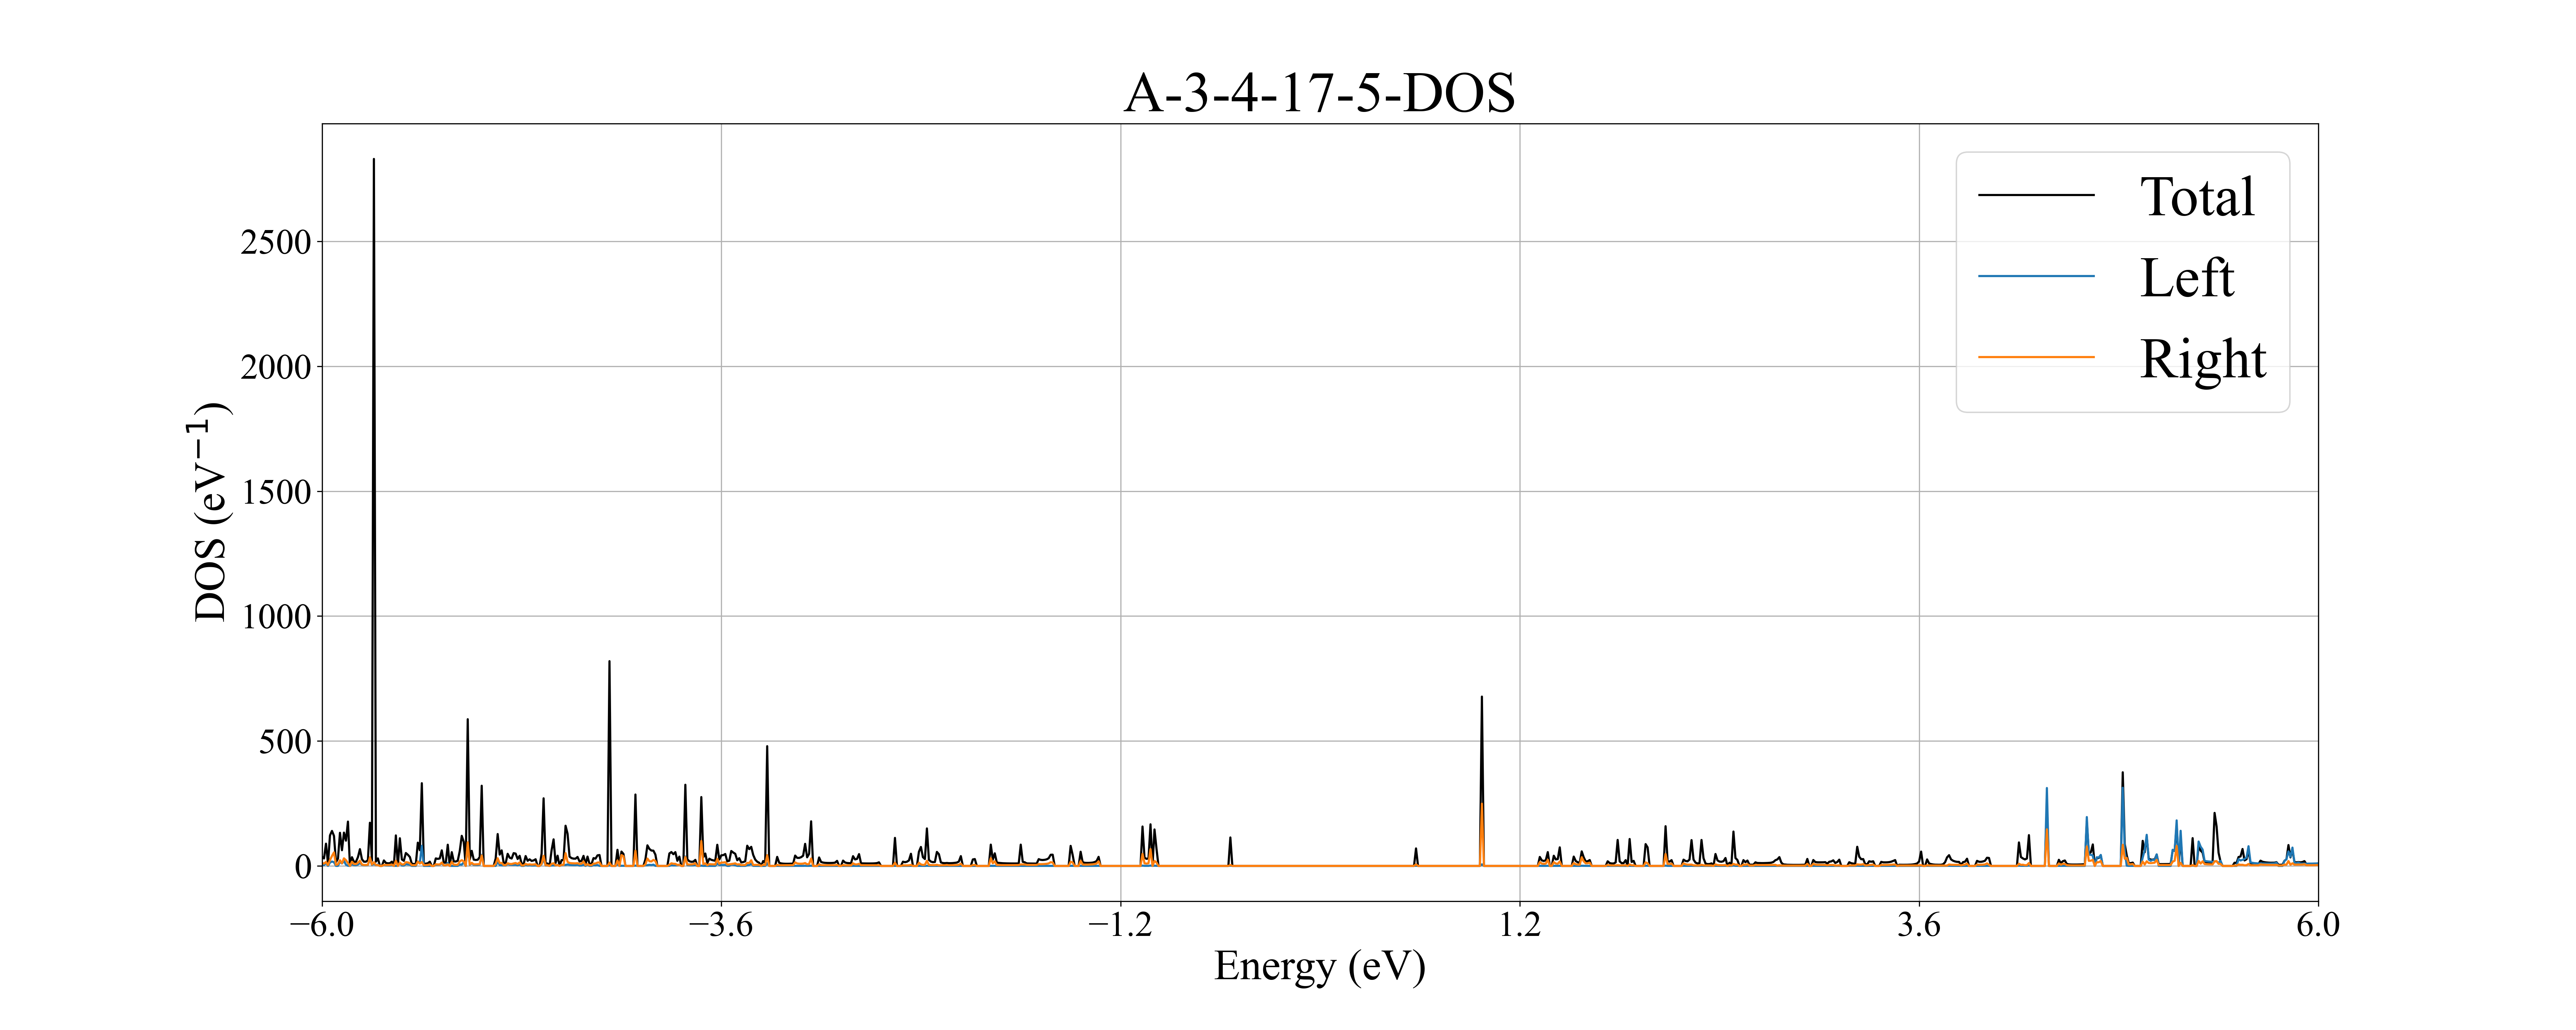 A-3-4-17-5-DOS
Total
Left
Right
2500
2000
1500
1000
500
0
DOS (eV⁻¹)
−6.0 −3.6 −1.2 1.2 3.6 6.0
Energy (eV)